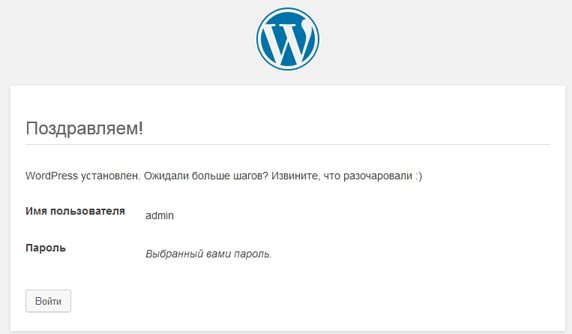 Поздравляем!
WordPress установлен. Ожидали больше шагов? Извините, что разочаровали :)
Имя пользователя admin
Пароль Выбранный вами пароль.
Войти